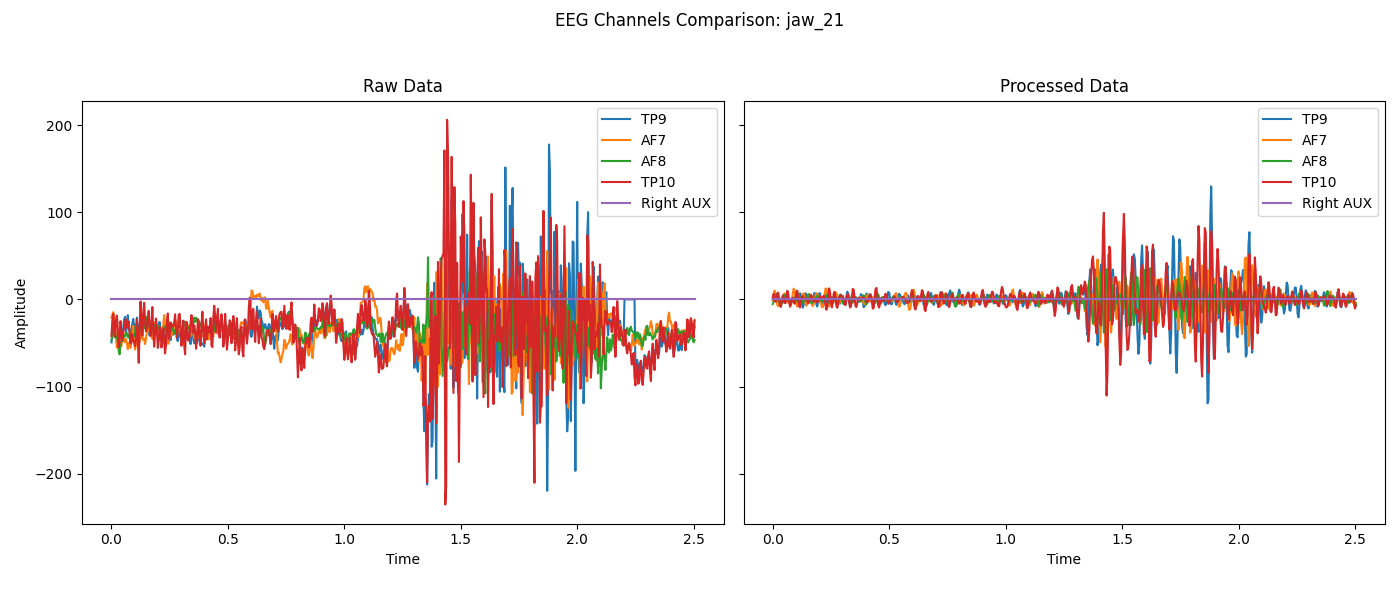 EEG Channels Comparison: jaw_21
Raw Data
TP9
AF7
AF8
TP10
Right AUX
200
100
0
−100
−200
Amplitude
0.0 0.5 1.0 1.5 2.0 2.5
Time
Processed Data
TP9
AF7
AF8
TP10
Right AUX
0.0 0.5 1.0 1.5 2.0 2.5
Time